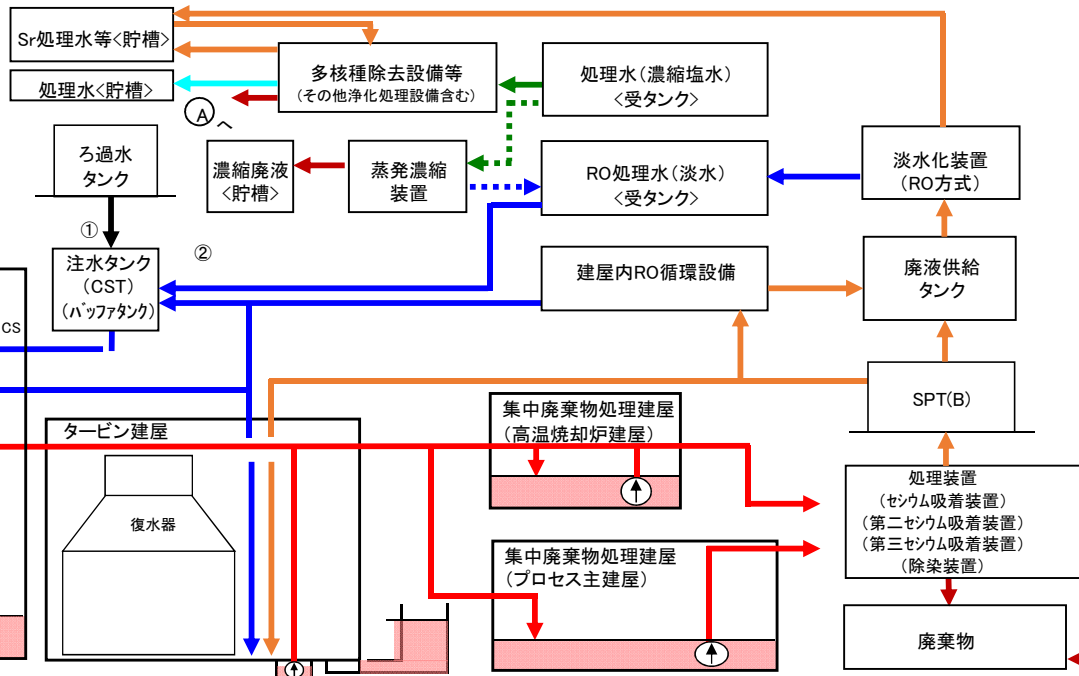 Sr処理水等<貯槽>
処理水<貯槽>
多核種除去設備等
(その他浄化処理設備含む)
処理水(濃縮塩水)
<受タンク>
A
へ
ろ過水
タンク
濃縮廃液
<貯槽>
蒸発濃縮
装置
RO処理水(淡水)
<受タンク>
淡水化装置
(RO方式)
①
②
注水タンク
(CST)
(バッファタンク)
建屋内RO循環設備
廃液供給
タンク
CS
SPT(B)
タービン建屋
復水器
集中廃棄物処理建屋
(高温焼却炉建屋)
集中廃棄物処理建屋
(プロセス主建屋)
処理装置
(セシウム吸着装置)
(第二セシウム吸着装置)
(第三セシウム吸着装置)
(除染装置)
廃棄物